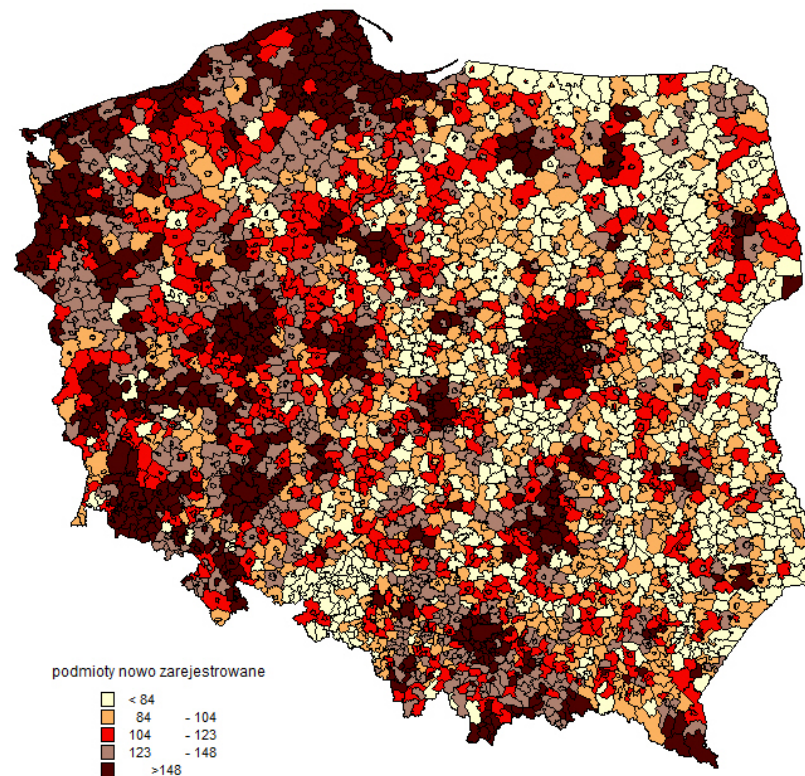 podmioty nowo zarejestrowane
< 84
84 - 104
104 - 123
123 - 148
>148